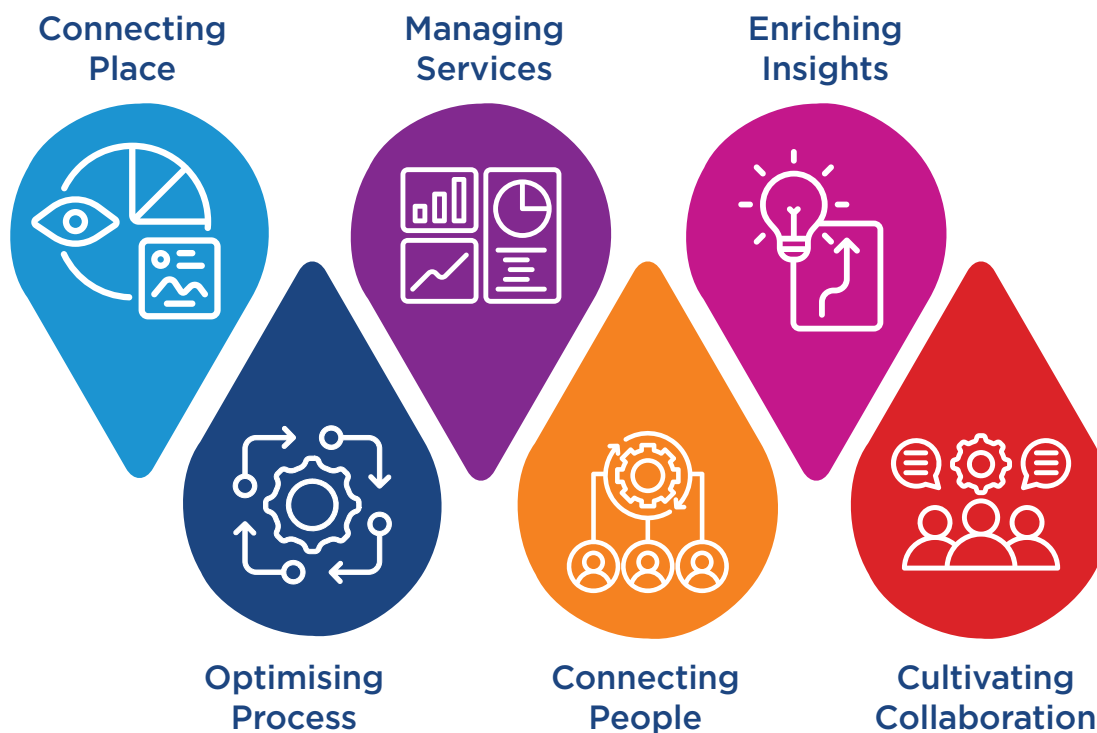 Connecting
Place
Managing
Services
Enriching
Insights
Optimising
Process
Connecting
People
Cultivating
Collaboration